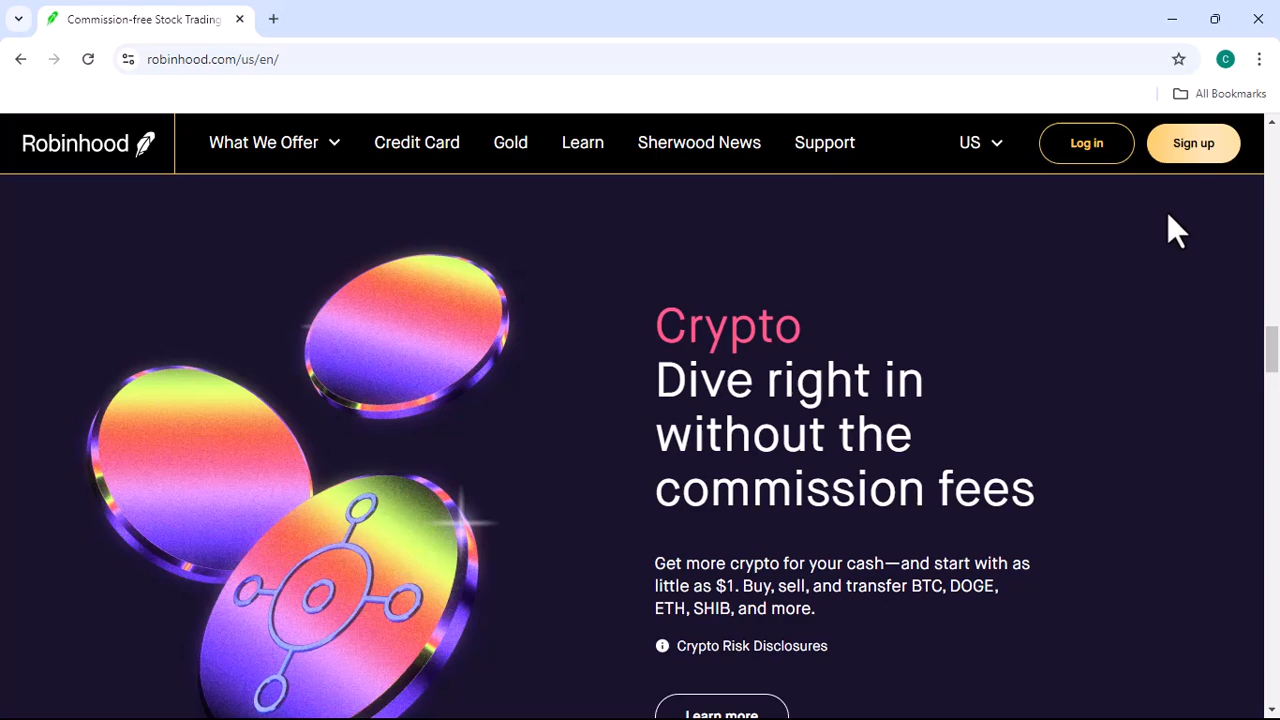 Commission-free Stock Trading
robinhood.com/us/en/
C
All Bookmarks
Robinhood
What We Offer
Credit Card
Gold
Learn
Sherwood News
Support
US
Log in
Sign up
Crypto
Dive right in
without the
commission fees
Get more crypto for your cash—and start with as
little as $1. Buy, sell, and transfer BTC, DOGE,
ETH, SHIB, and more.
Crypto Risk Disclosures
Learn more